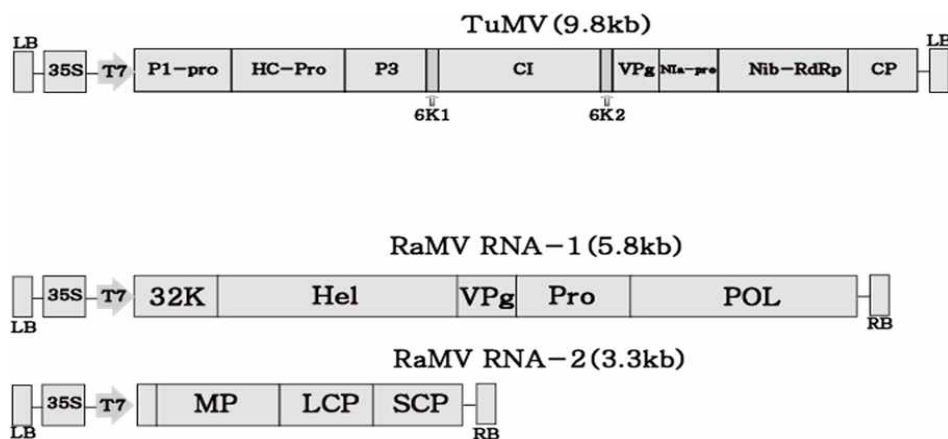 TuMV (9.8kb)
LB 35S T7 P1-pro HC-Pro P3 CI VPg NIa-pro Nib-RdRp CP LB
6K1 6K2
RaMV RNA-1 (5.8kb)
LB 35S T7 32K Hel VPg Pro POL RB
RaMV RNA-2 (3.3kb)
LB 35S T7 MP LCP SCP RB